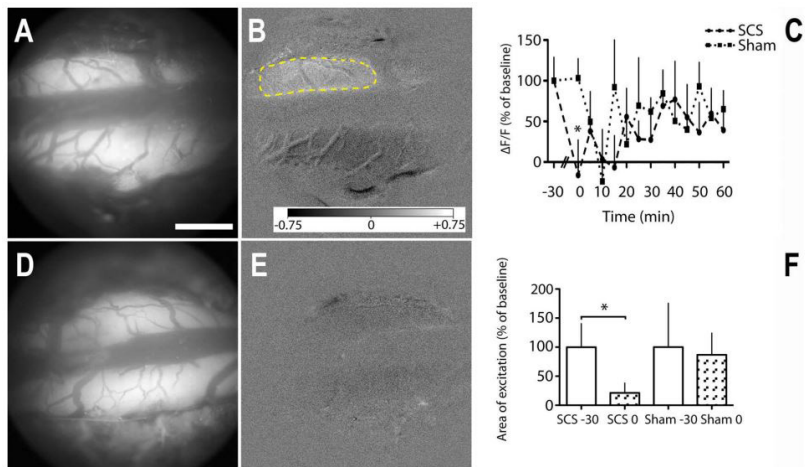 A
B
-0.75 0 +0.75
C
SCS
Sham
ΔF/F (% of baseline)
150
100
50
0
*
-30 0 10 20 30 40 50 60
Time (min)
D
E
F
Area of excitation (% of baseline)
200
150
100
50
0
*
SCS -30 SCS 0 Sham -30 Sham 0